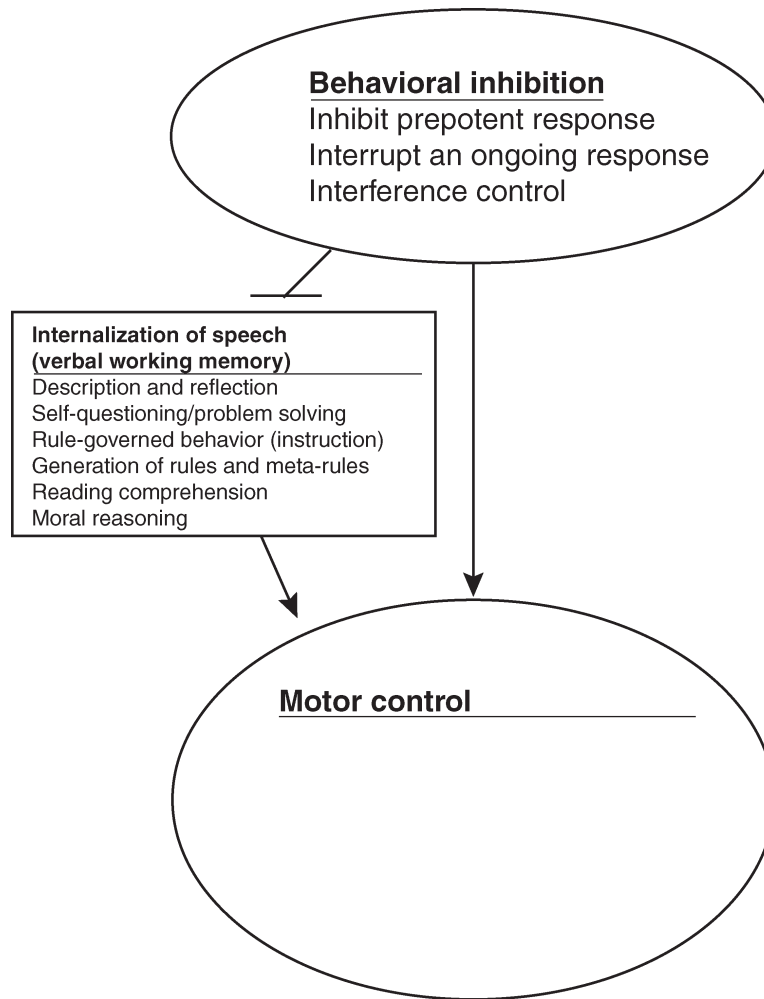 Behavioral inhibition
Inhibit prepotent response
Interrupt an ongoing response
Interference control
Internalization of speech
(verbal working memory)
Description and reflection
Self-questioning/problem solving
Rule-governed behavior (instruction)
Generation of rules and meta-rules
Reading comprehension
Moral reasoning
Motor control